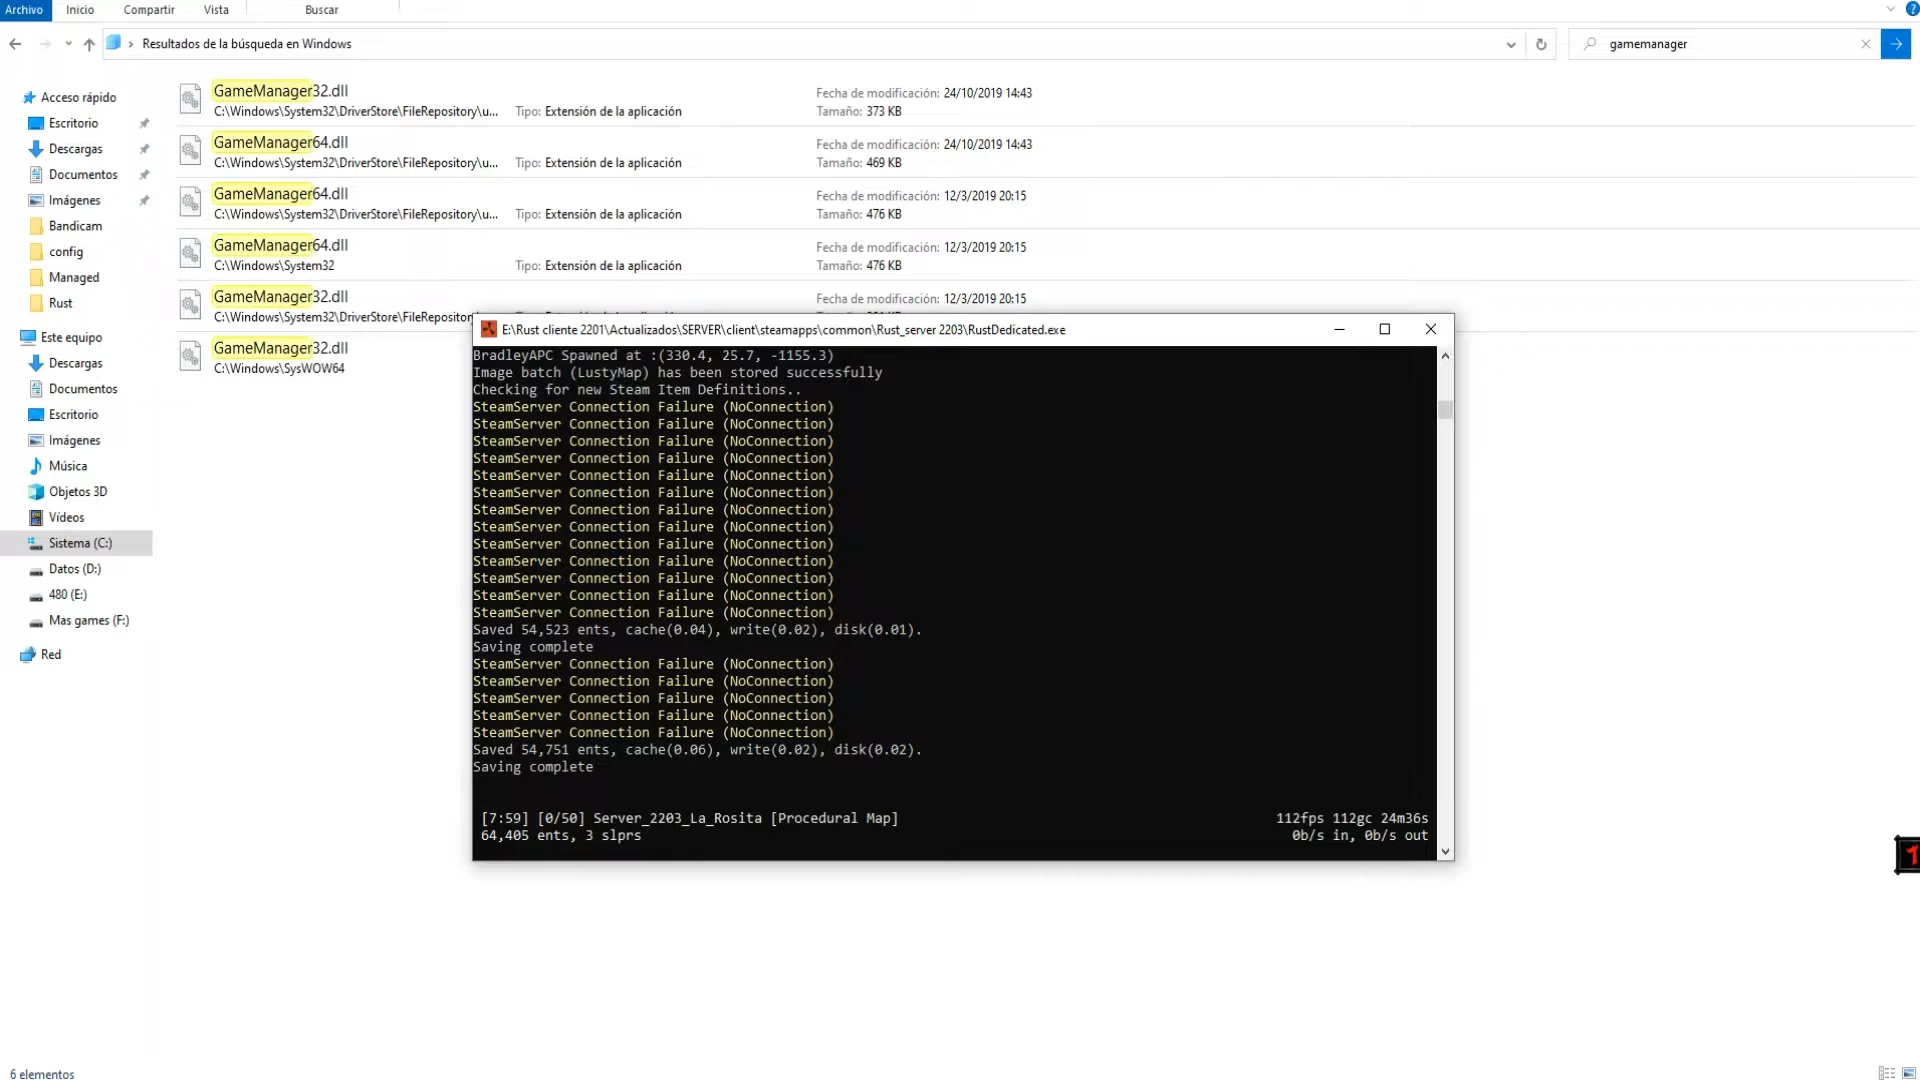 Archivo Inicio Compartir Vista Buscar
Resultados de la búsqueda en Windows
gamemanager
Acceso rápido
Escritorio
Descargas
Documentos
Imágenes
Bandicam
config
Managed
Rust
Este equipo
Descargas
Documentos
Escritorio
Imágenes
Música
Objetos 3D
Vídeos
Sistema (C:)
Datos (D:)
480 (E:)
Mas games (F:)
Red
GameManager32.dll Fecha de modificación: 24/10/2019 14:43
C:\Windows\System32\DriverStore\FileRepository\u... Tipo: Extensión de la aplicación Tamaño: 373 KB
GameManager64.dll Fecha de modificación: 24/10/2019 14:43
C:\Windows\System32\DriverStore\FileRepository\u... Tipo: Extensión de la aplicación Tamaño: 469 KB
GameManager64.dll Fecha de modificación: 12/3/2019 20:15
C:\Windows\System32\DriverStore\FileRepository\u... Tipo: Extensión de la aplicación Tamaño: 476 KB
GameManager64.dll Fecha de modificación: 12/3/2019 20:15
C:\Windows\System32 Tipo: Extensión de la aplicación Tamaño: 476 KB
GameManager32.dll Fecha de modificación: 12/3/2019 20:15
C:\Windows\System32\DriverStore\FileRepository
GameManager32.dll
C:\Windows\SysWOW64
E:\Rust cliente 2201\Actualizados\SERVER\client\steamapps\common\Rust_server 2203\RustDedicated.exe
BradleyAPC Spawned at :(330.4, 25.7, -1155.3)
Image batch (LustyMap) has been stored successfully
Checking for new Steam Item Definitions..
SteamServer Connection Failure (NoConnection)
SteamServer Connection Failure (NoConnection)
SteamServer Connection Failure (NoConnection)
SteamServer Connection Failure (NoConnection)
SteamServer Connection Failure (NoConnection)
SteamServer Connection Failure (NoConnection)
SteamServer Connection Failure (NoConnection)
SteamServer Connection Failure (NoConnection)
SteamServer Connection Failure (NoConnection)
SteamServer Connection Failure (NoConnection)
SteamServer Connection Failure (NoConnection)
SteamServer Connection Failure (NoConnection)
SteamServer Connection Failure (NoConnection)
Saved 54,523 ents, cache(0.04), write(0.02), disk(0.01).
Saving complete
SteamServer Connection Failure (NoConnection)
SteamServer Connection Failure (NoConnection)
SteamServer Connection Failure (NoConnection)
SteamServer Connection Failure (NoConnection)
SteamServer Connection Failure (NoConnection)
Saved 54,751 ents, cache(0.06), write(0.02), disk(0.02).
Saving complete
[7:59] [0/50] Server_2203_La_Rosita [Procedural Map] 112fps 112gc 24m36s
64,405 ents, 3 slprs 0b/s in, 0b/s out
1
6 elementos